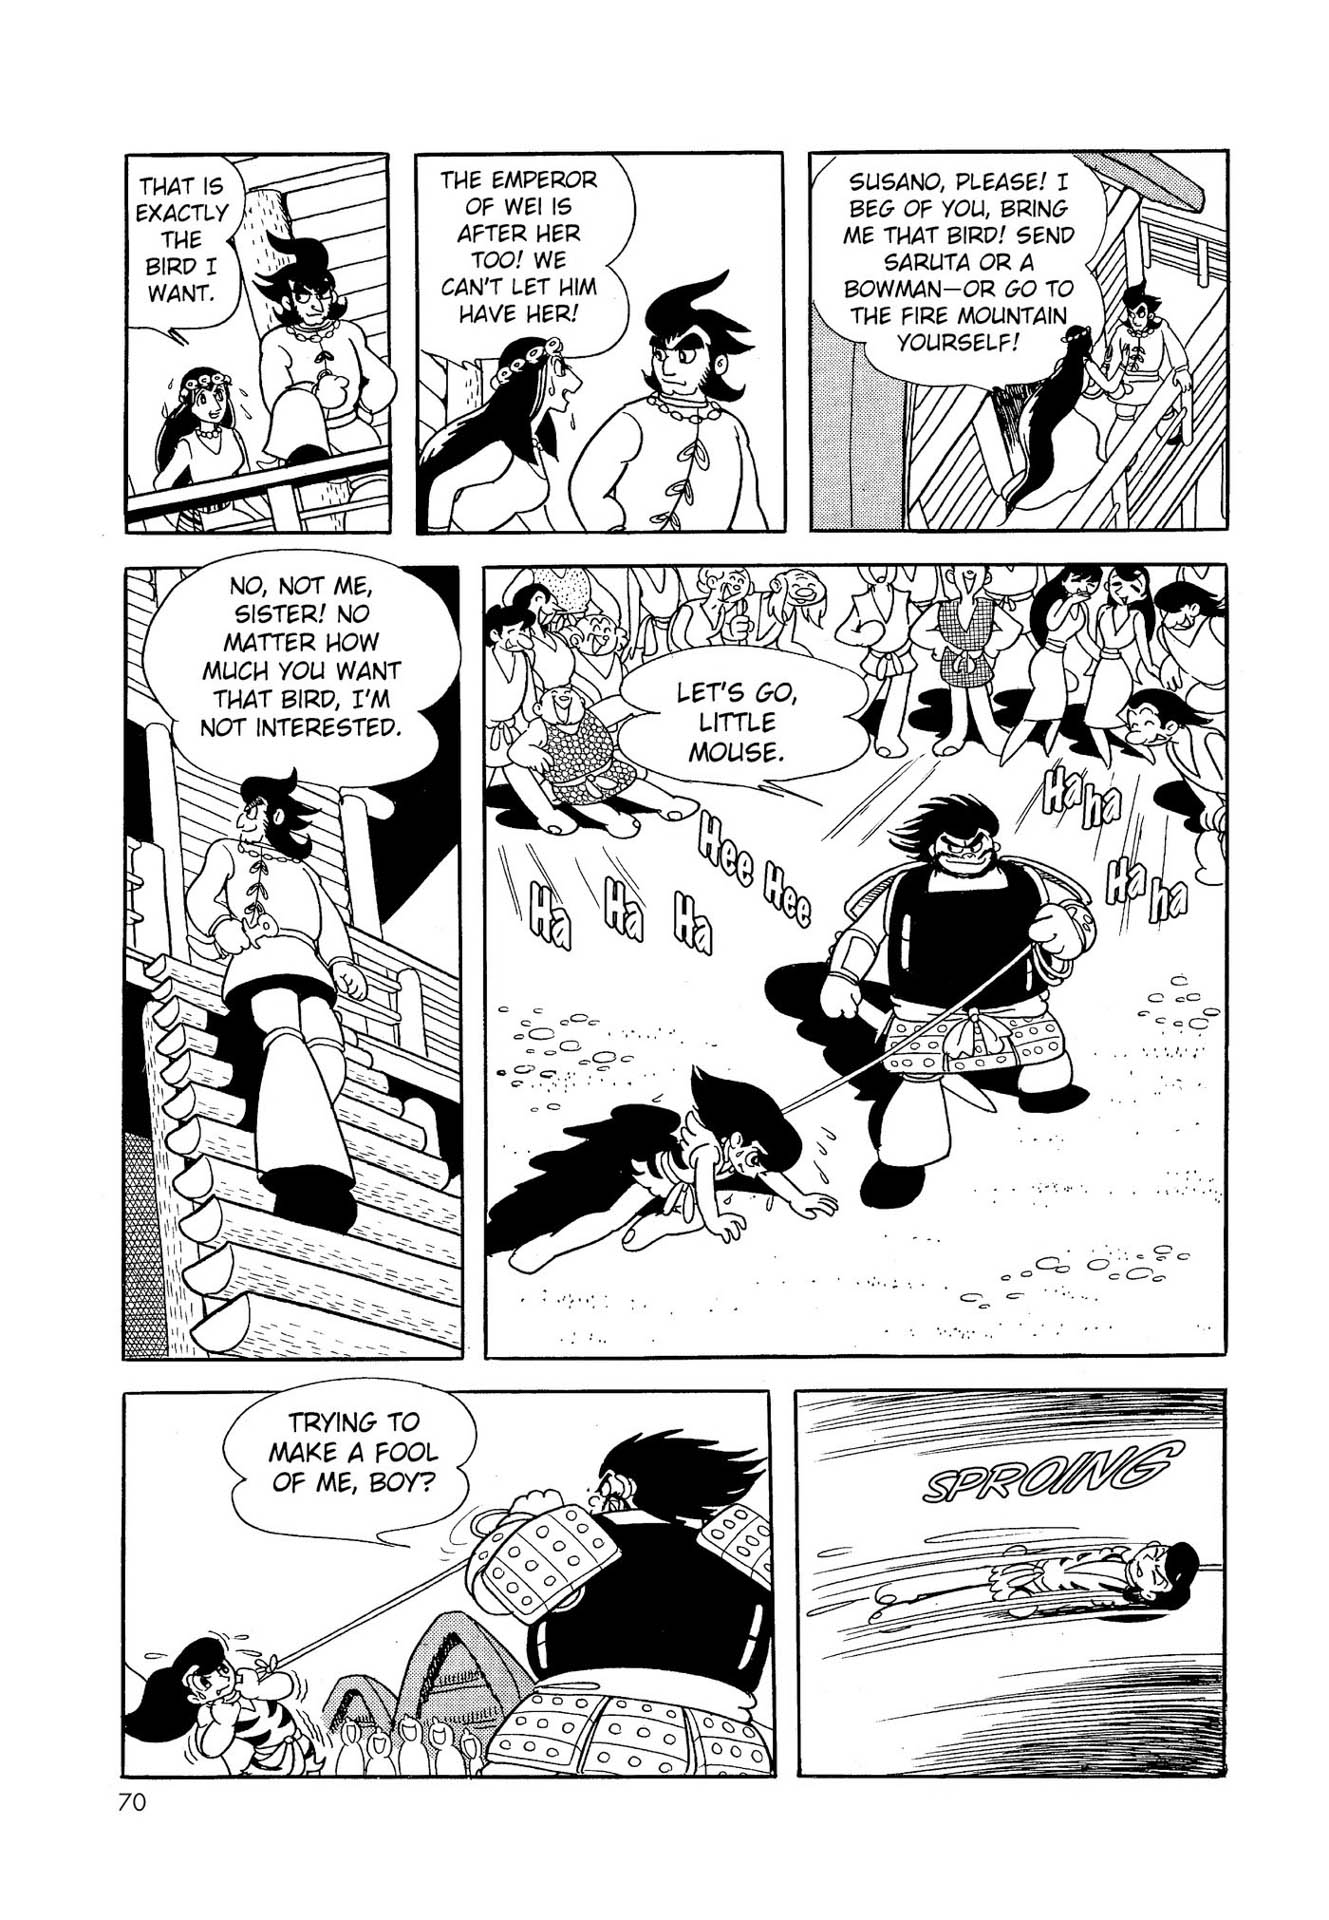 THAT IS
EXACTLY
THE
BIRD I
WANT.
THE EMPEROR
OF WEI IS
AFTER HER
TOO! WE
CAN'T LET HIM
HAVE HER!
SUSANO, PLEASE! I
BEG OF YOU, BRING
ME THAT BIRD! SEND
SARUTA OR A
BOWMAN—OR GO TO
THE FIRE MOUNTAIN
YOURSELF!
NO, NOT ME,
SISTER! NO
MATTER HOW
MUCH YOU WANT
THAT BIRD, I'M
NOT INTERESTED.
LET'S GO,
LITTLE
MOUSE.
Ha
Ha
Ha
Hee Hee
Ha ha
Ha ha
TRYING TO
MAKE A FOOL
OF ME, BOY?
SPROING
70